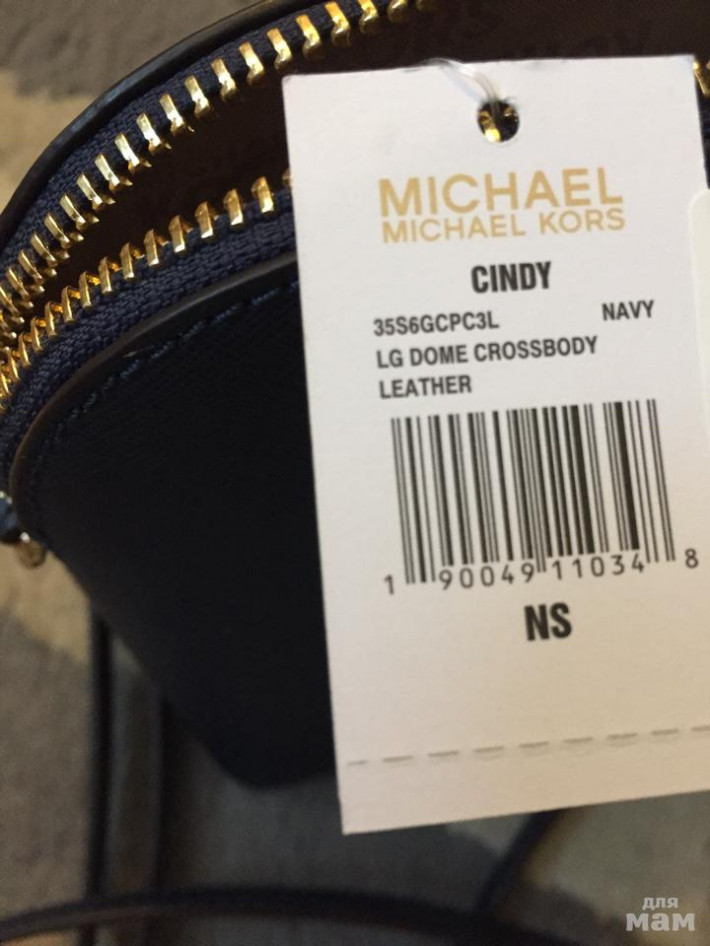 MICHAEL
MICHAEL KORS
CINDY
35S6GCPC3L NAVY
LG DOME CROSSBODY
LEATHER
1 90049 11034 8
NS
для
мам